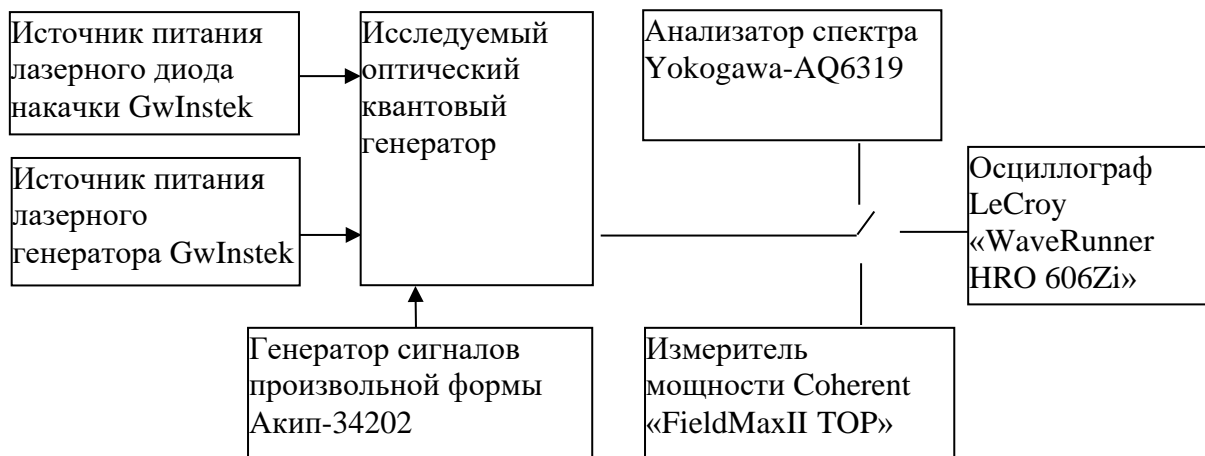 Источник питания
лазерного диода
накачки GwInstek
Исследуемый
оптический
квантовый
генератор
Анализатор спектра
Yokogawa-AQ6319
Источник питания
лазерного
генератора GwInstek
Осциллограф
LeCroy
«WaveRunner
HRO 606Zi»
Генератор сигналов
произвольной формы
Акип-34202
Измеритель
мощности Coherent
«FieldMaxII TOP»